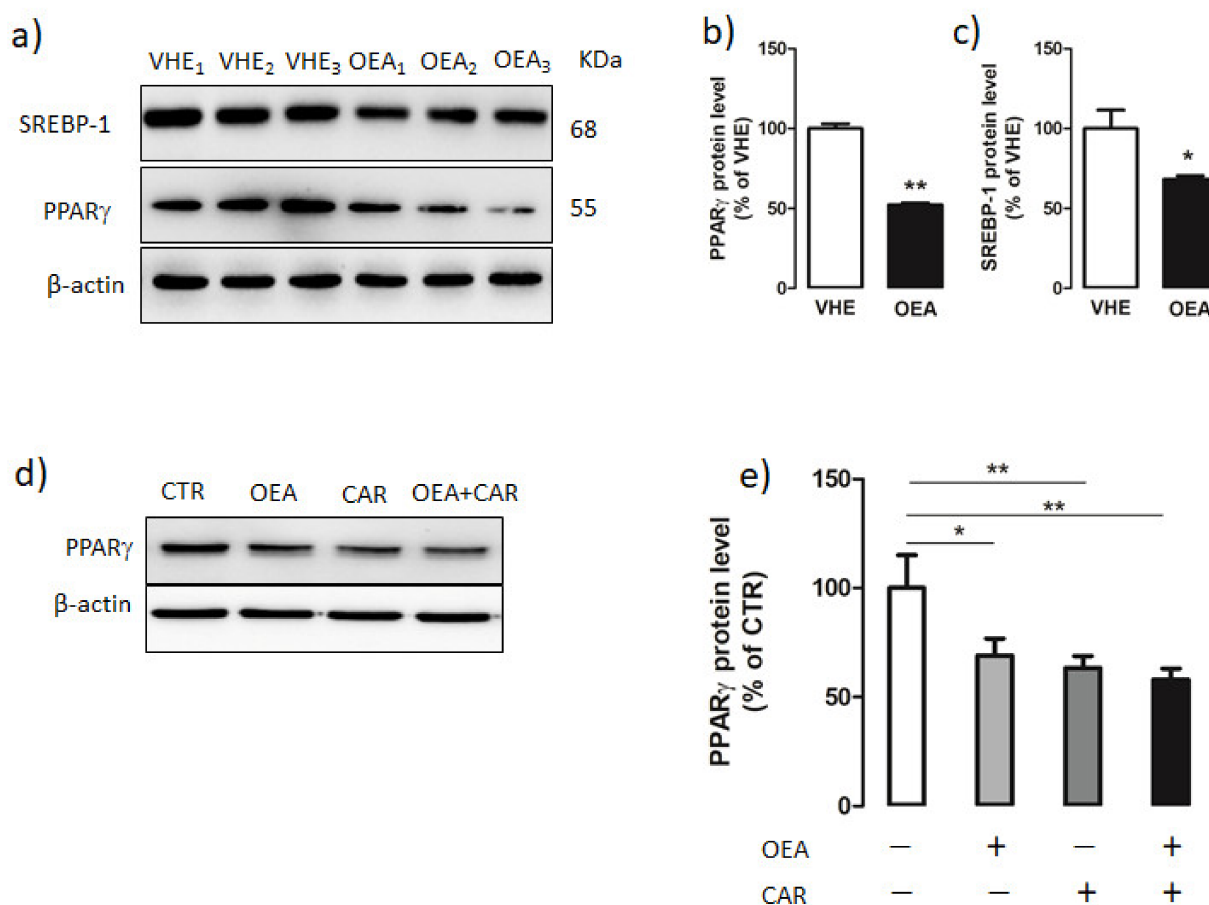 a)
VHE₁ VHE₂ VHE₃ OEA₁ OEA₂ OEA₃ KDa
SREBP-1
68
PPARγ
55
β-actin
b)
PPARγ protein level
(% of VHE)
150
100
50
0
**
VHE OEA
c)
SREBP-1 protein level
(% of VHE)
150
100
50
0
*
VHE OEA
d)
CTR OEA CAR OEA+CAR
PPARγ
β-actin
e)
PPARγ protein level
(% of CTR)
150
100
50
0
**
**
*
OEA − + − +
CAR − − + +